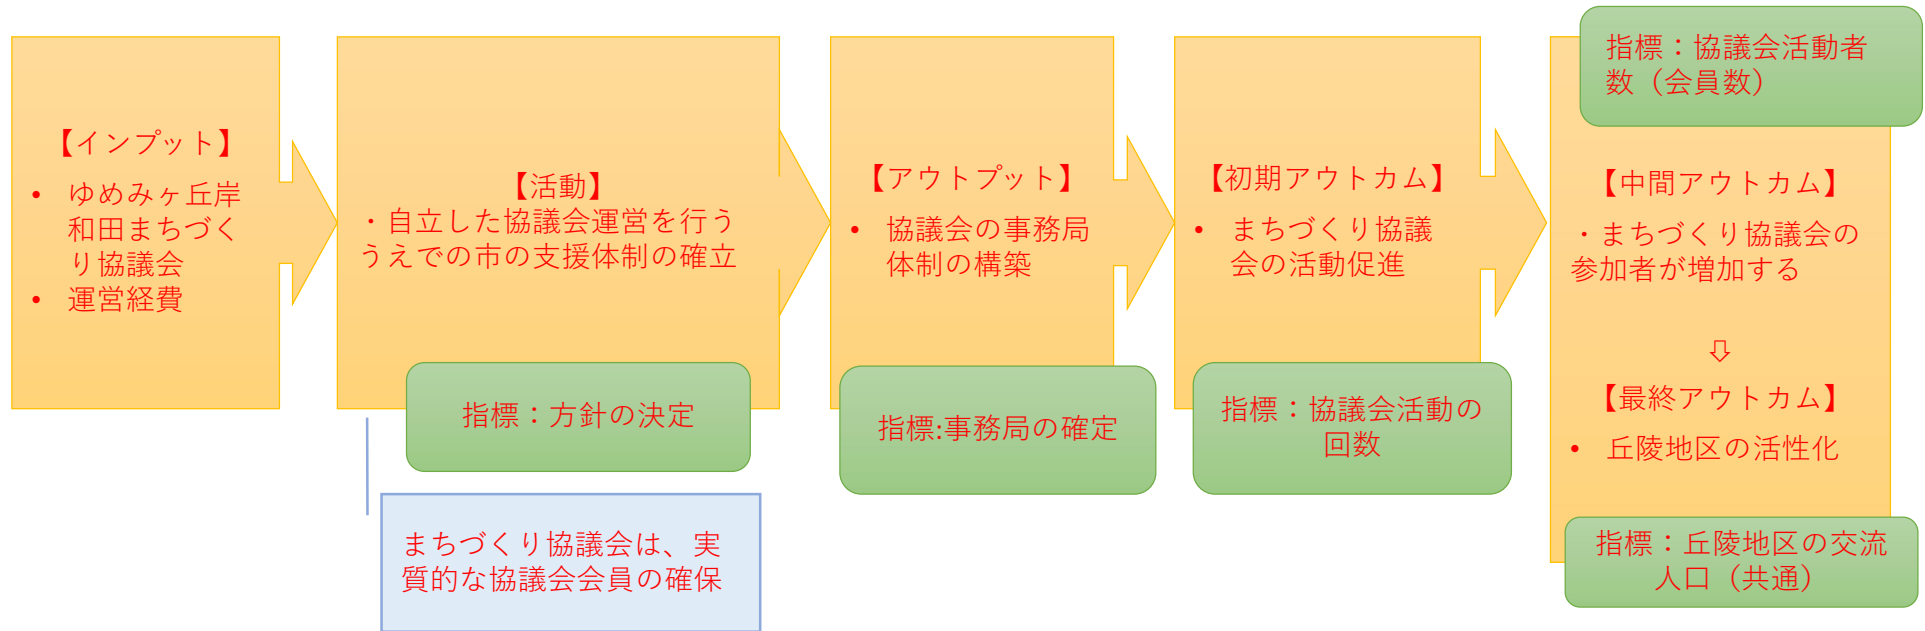 【インプット】
• ゆめみヶ丘岸
和田まちづく
り協議会
• 運営経費
【活動】
・自立した協議会運営を行う
うえでの市の支援体制の確立
指標：方針の決定
まちづくり協議会は、実
質的な協議会会員の確保
【アウトプット】
• 協議会の事務局
体制の構築
指標:事務局の確定
【初期アウトカム】
• まちづくり協議
会の活動促進
指標：協議会活動の
回数
指標：協議会活動者
数（会員数）
【中間アウトカム】
・まちづくり協議会の
参加者が増加する
⇩
【最終アウトカム】
• 丘陵地区の活性化
指標：丘陵地区の交流
人口（共通）